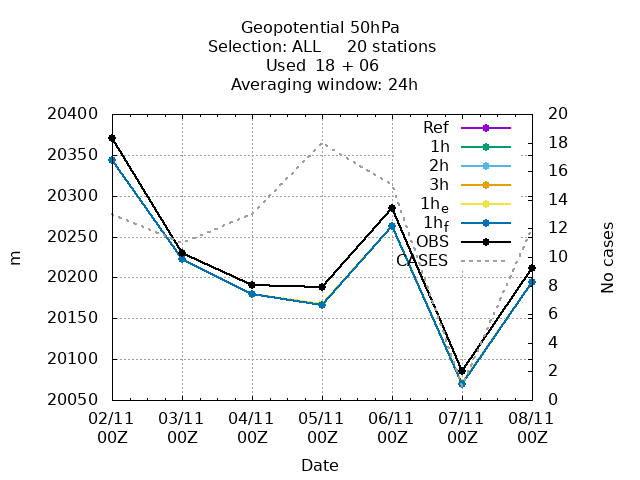 Geopotential 50hPa
Selection: ALL     20 stations
Used  18 + 06
Averaging window: 24h
20400
20350
20300
20250
20200
20150
20100
20050
m
20
18
16
14
12
10
8
6
4
2
0
No cases
Ref
1h
2h
3h
1he
1hf
OBS
CASES
02/11 03/11 04/11 05/11 06/11 07/11 08/11
00Z 00Z 00Z 00Z 00Z 00Z 00Z
Date